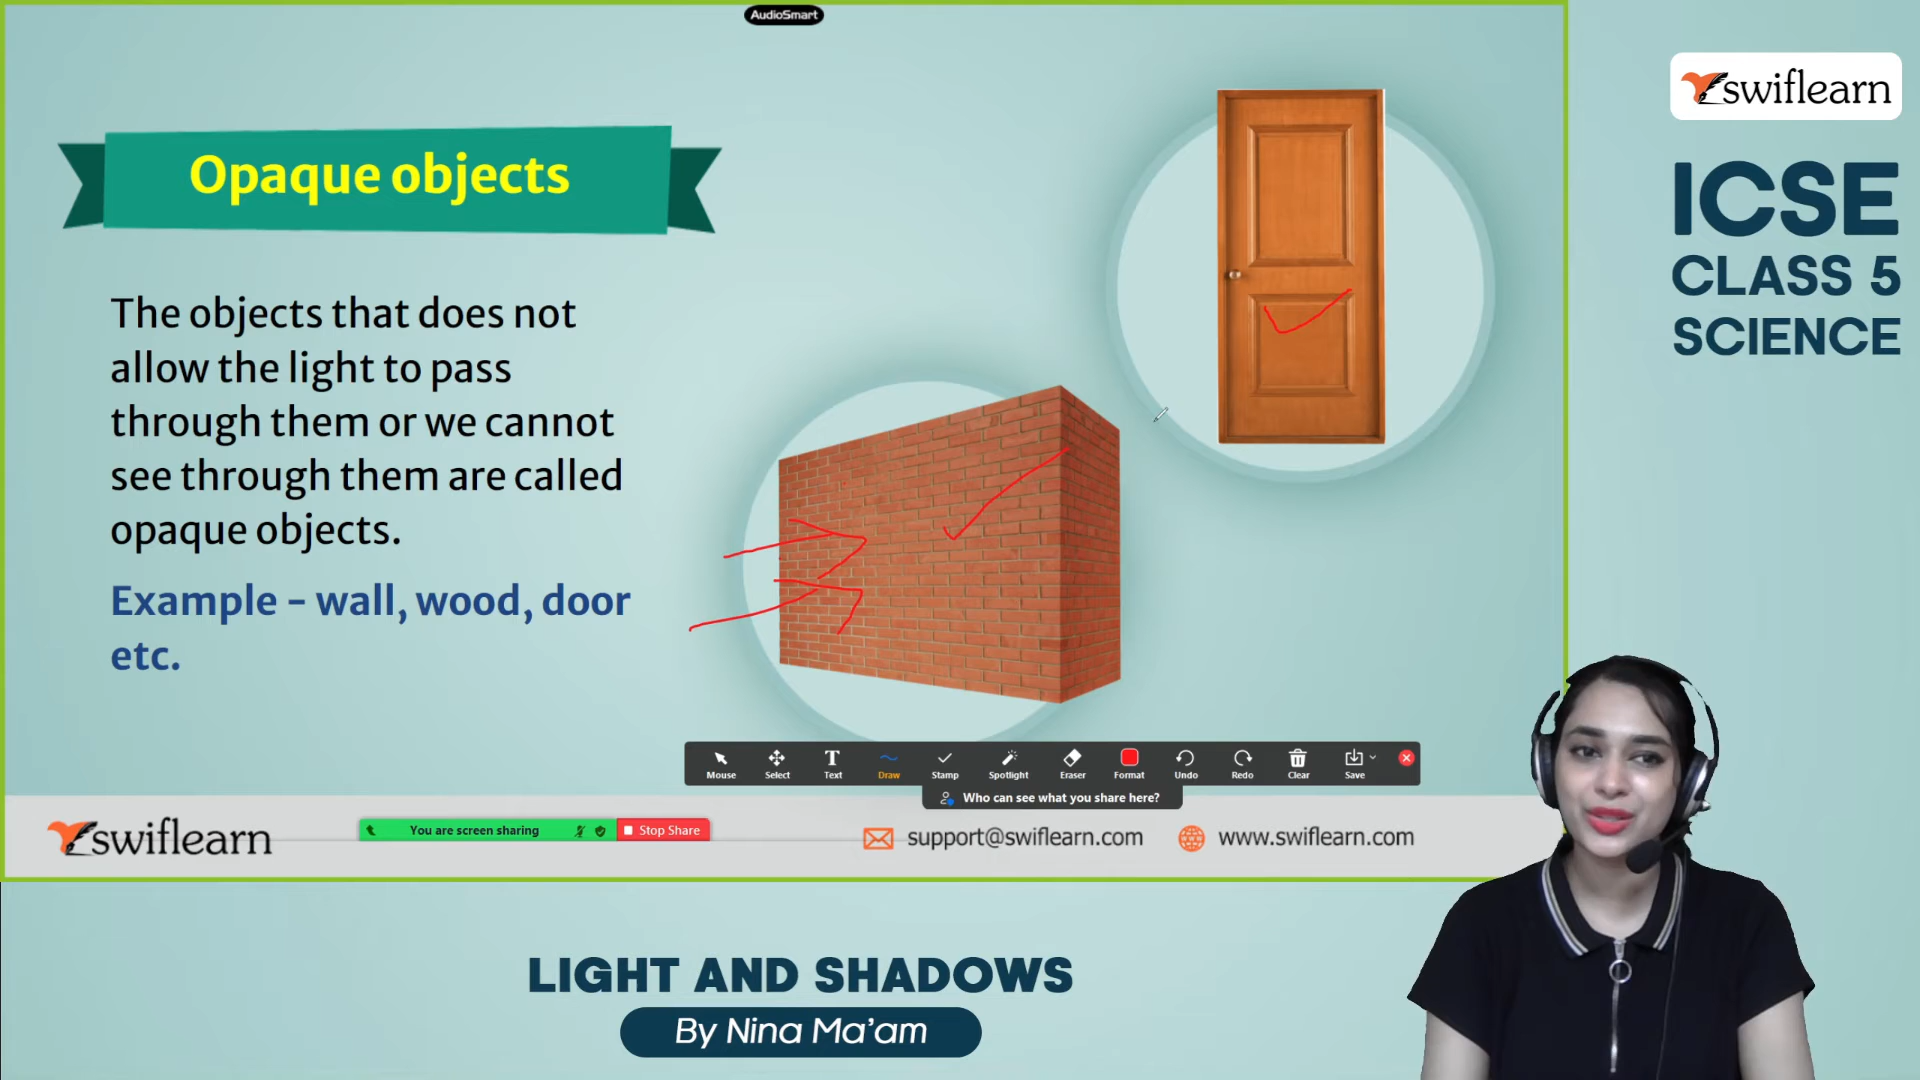 AudioSmart
swiflearn
ICSE
CLASS 5
SCIENCE
Opaque objects
The objects that does not
allow the light to pass
through them or we cannot
see through them are called
opaque objects.
Example - wall, wood, door
etc.
Mouse
Select
Text
Draw
Stamp
Spotlight
Eraser
Format
Undo
Redo
Clear
Save
Who can see what you share here?
swiflearn
You are screen sharing
Stop Share
support@swiflearn.com
www.swiflearn.com
LIGHT AND SHADOWS
By Nina Ma'am